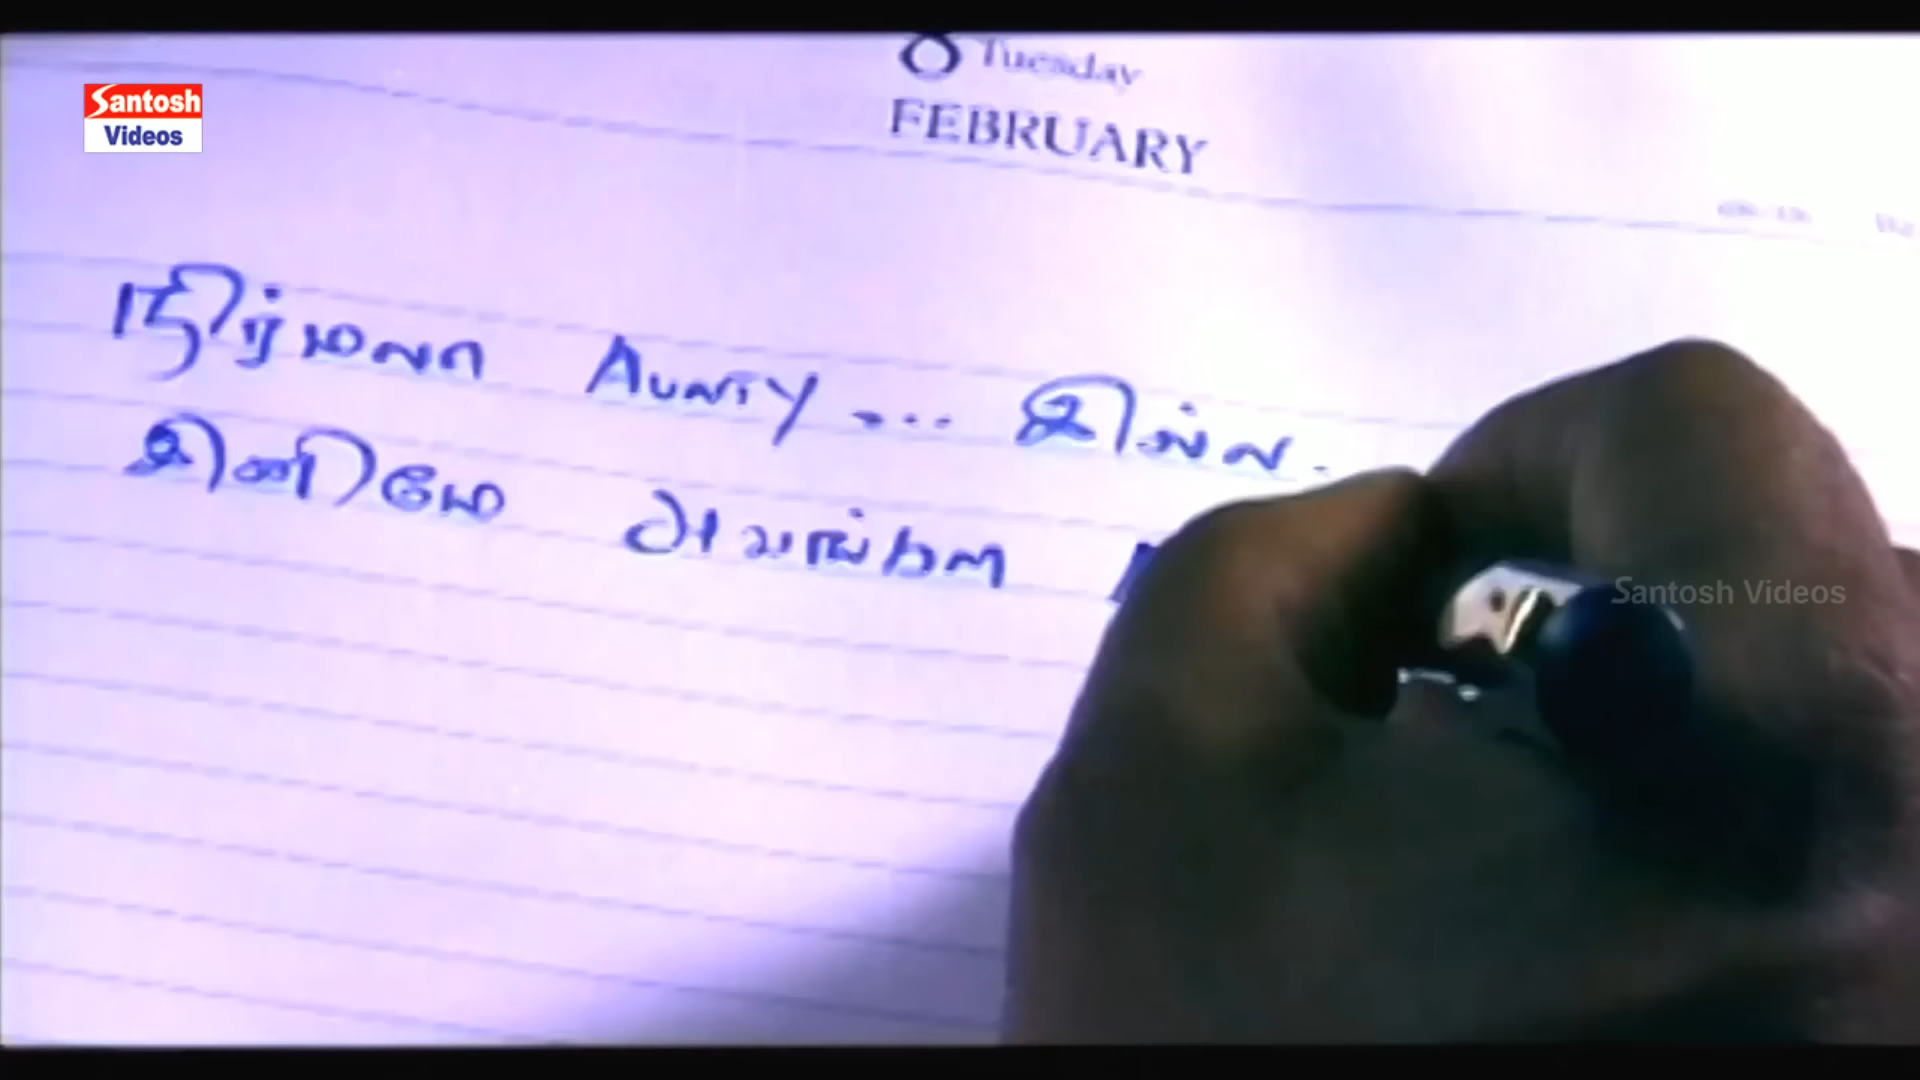 Santosh
Videos
8 Tuesday
FEBRUARY
நிர்மலா Aunty ... இல்ல.
இனிமே அவங்கள
Santosh Videos